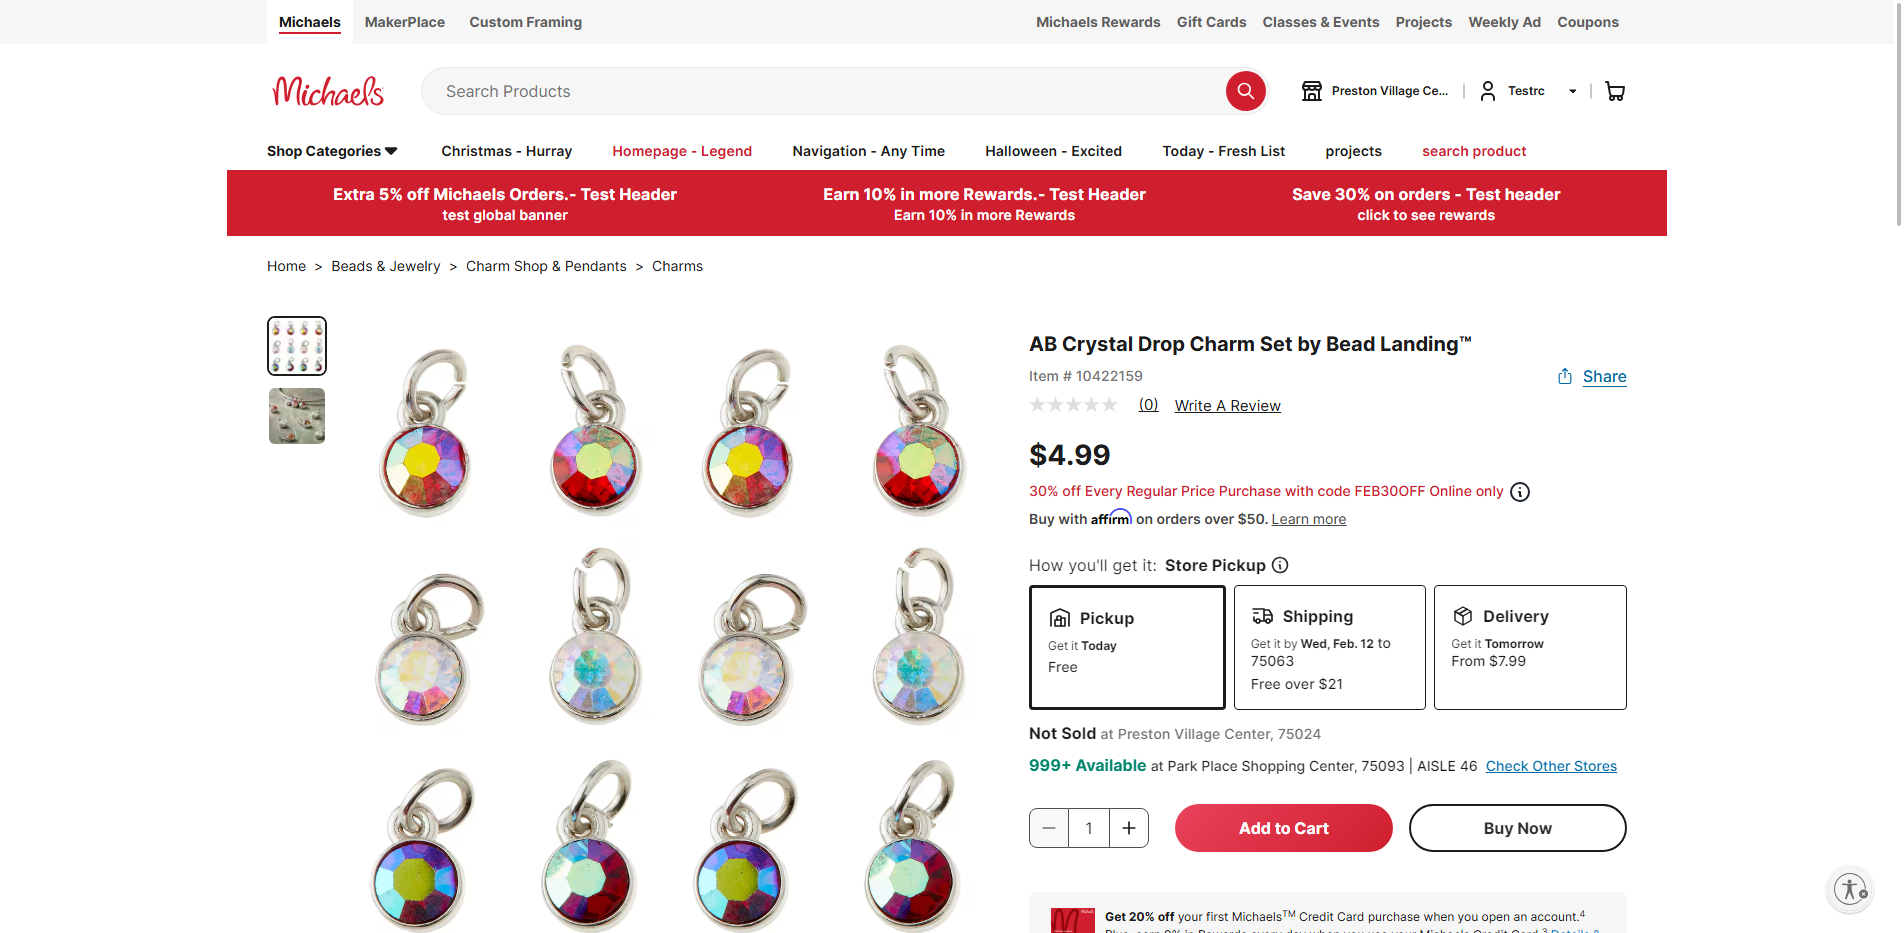 Michaels MakerPlace Custom Framing Michaels Rewards Gift Cards Classes & Events Projects Weekly Ad Coupons
Michaels Search Products Preston Village Ce... Testrc
Shop Categories Christmas - Hurray Homepage - Legend Navigation - Any Time Halloween - Excited Today - Fresh List projects search product
Extra 5% off Michaels Orders.- Test Header Earn 10% in more Rewards.- Test Header Save 30% on orders - Test header
test global banner Earn 10% in more Rewards click to see rewards
Home > Beads & Jewelry > Charm Shop & Pendants > Charms
AB Crystal Drop Charm Set by Bead Landing™
Item # 10422159 Share
(0) Write A Review
$4.99
30% off Every Regular Price Purchase with code FEB30OFF Online only
Buy with affirm on orders over $50. Learn more
How you'll get it: Store Pickup
Pickup
Get it Today
Free
Shipping
Get it by Wed, Feb. 12 to
75063
Free over $21
Delivery
Get it Tomorrow
From $7.99
Not Sold at Preston Village Center, 75024
999+ Available at Park Place Shopping Center, 75093 | AISLE 46 Check Other Stores
1 Add to Cart Buy Now
Get 20% off your first Michaels™ Credit Card purchase when you open an account.4